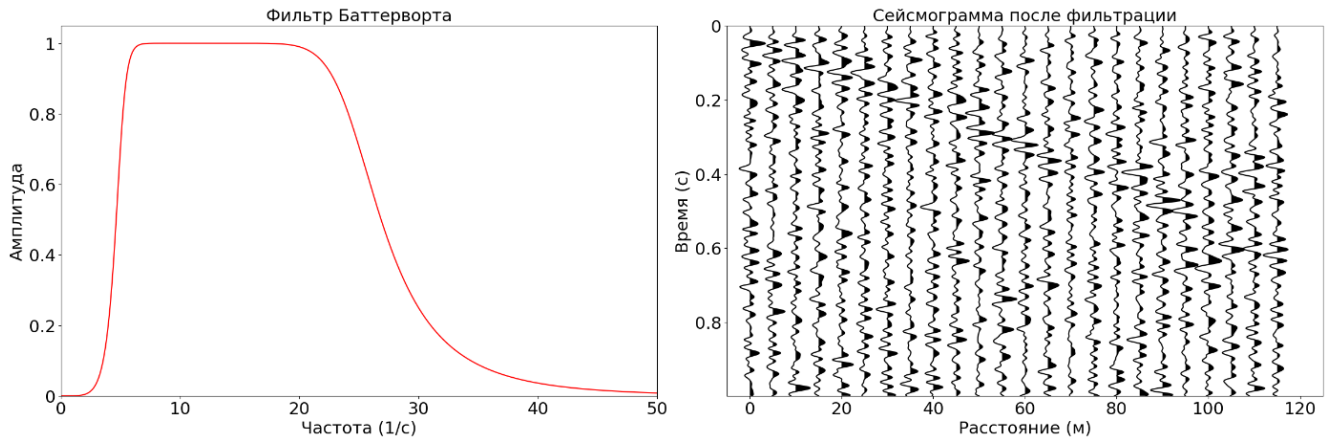 Фильтр Баттерворта
1
0.8
0.6
0.4
0.2
0
Амплитуда
0 10 20 30 40 50
Частота (1/с)
Сейсмограмма после фильтрации
0
0.2
0.4
0.6
0.8
Время (с)
0 20 40 60 80 100 120
Расстояние (м)